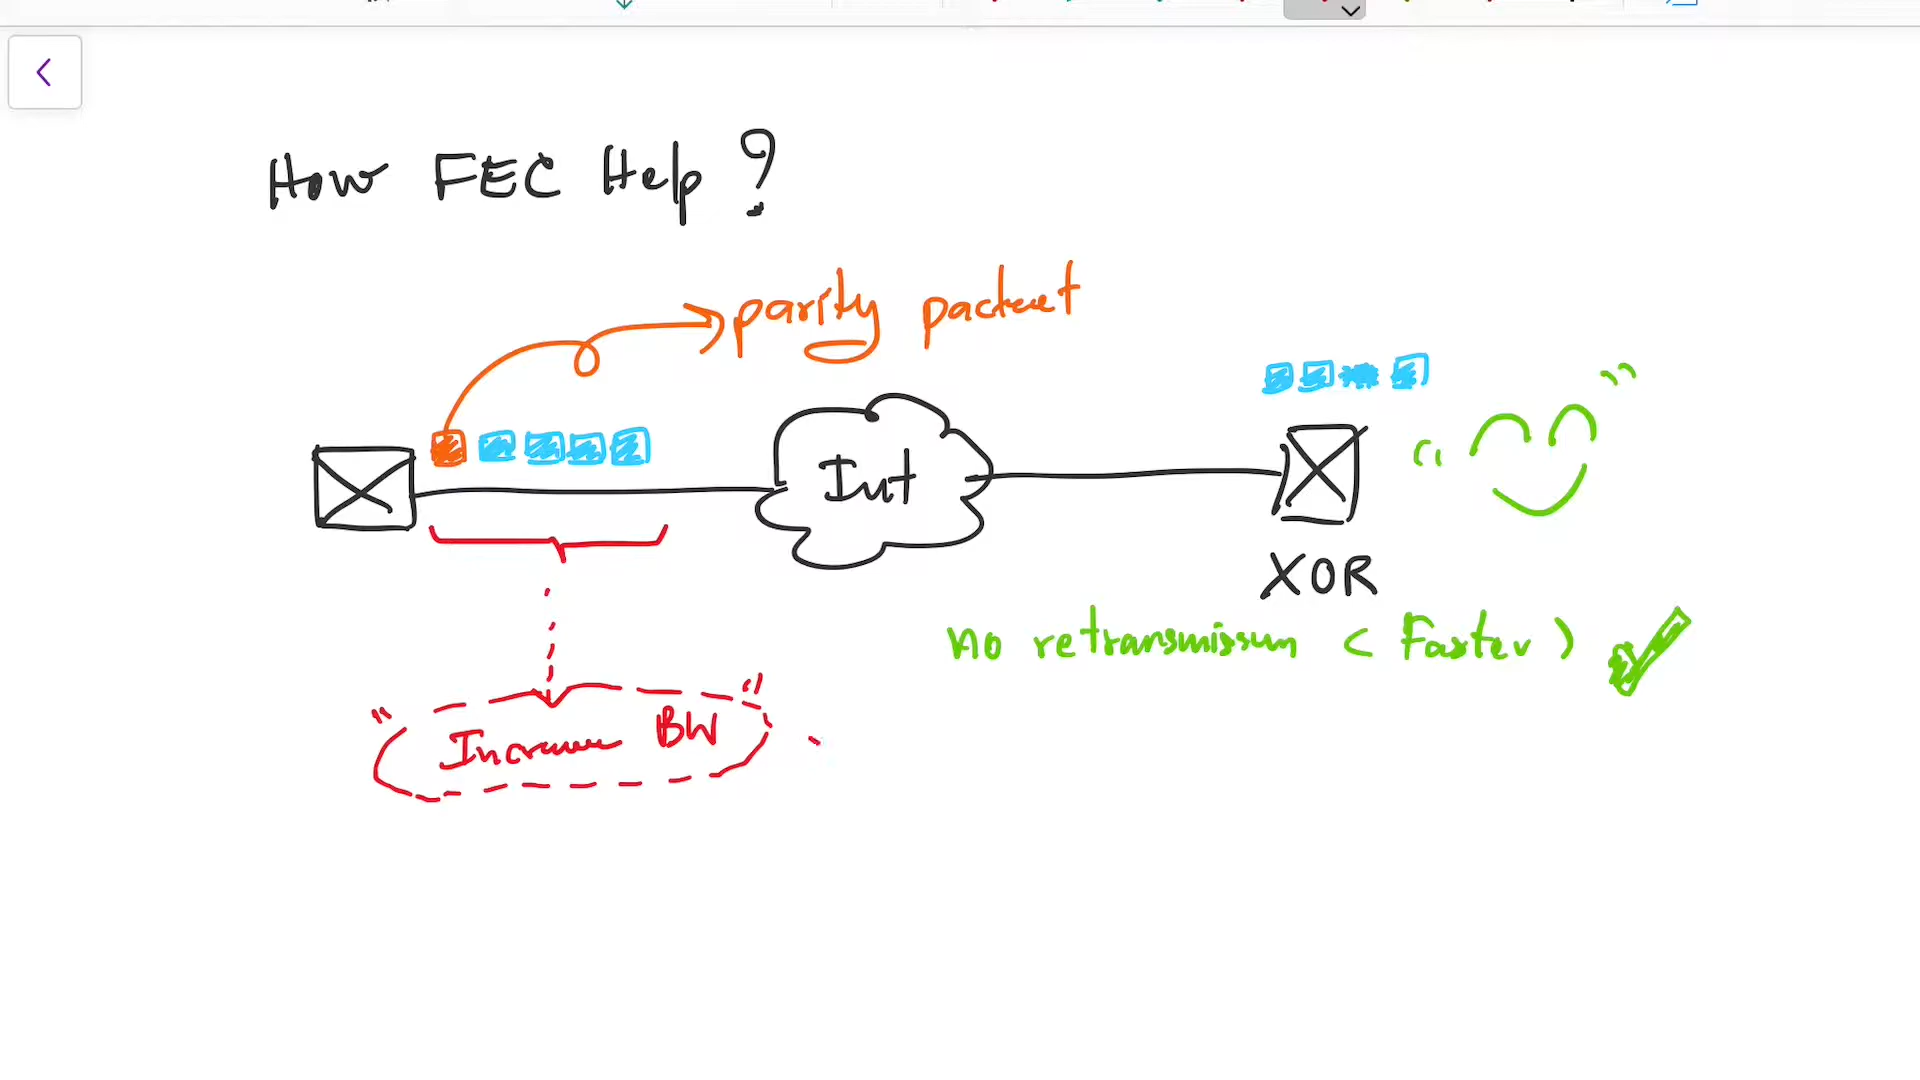 How FEC Help ?
parity packet
Int
XOR
no retransmission ( Faster )
Increase BW